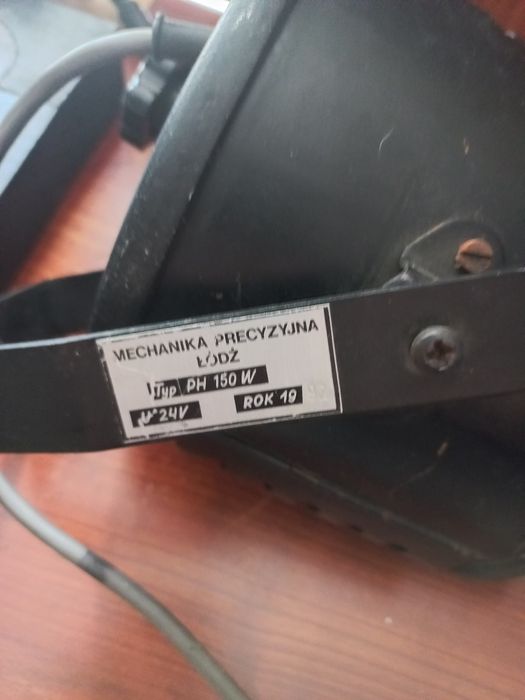 MECHANIKA PRECYZYJNA
ŁÓDŹ
Typ PH 150 W
U 24V ROK 19